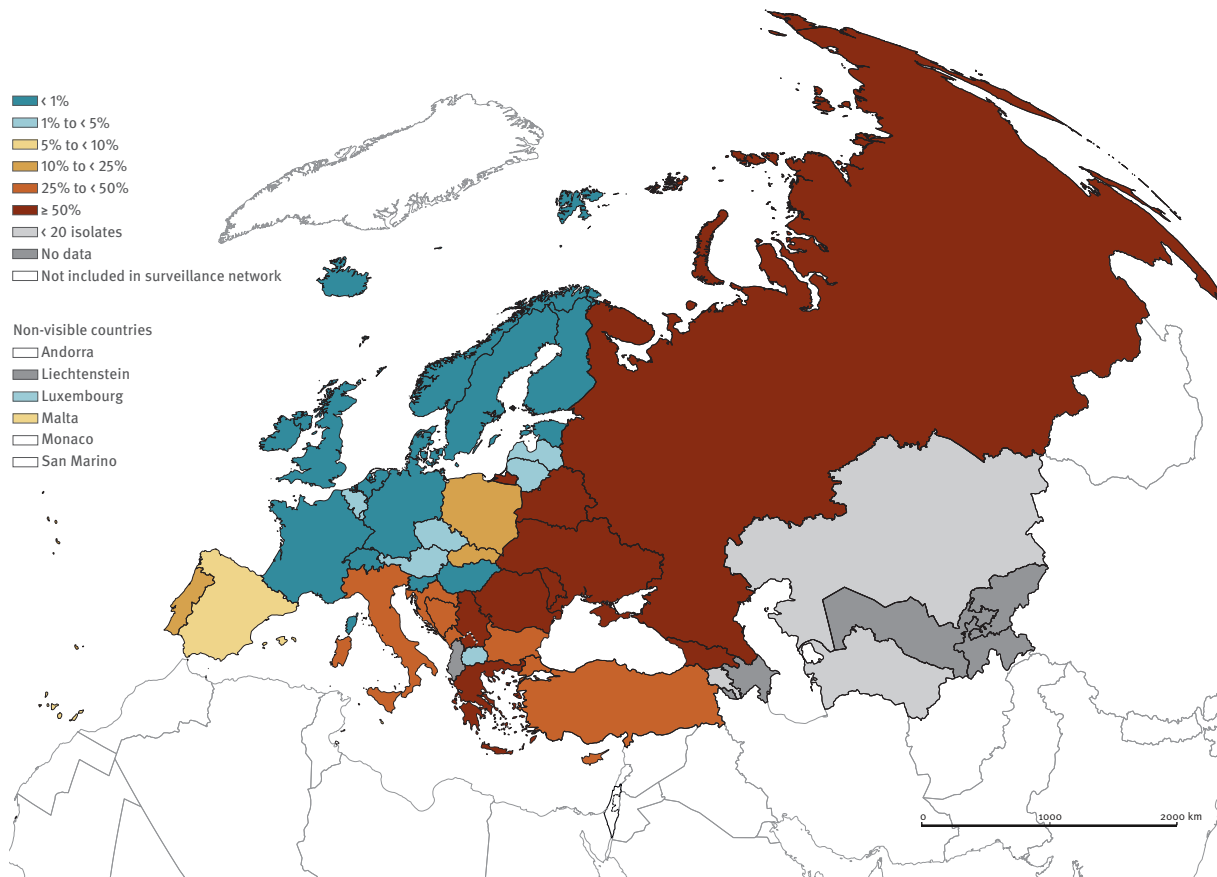 < 1%
1% to < 5%
5% to < 10%
10% to < 25%
25% to < 50%
≥ 50%
< 20 isolates
No data
Not included in surveillance network
Non-visible countries
Andorra
Liechtenstein
Luxembourg
Malta
Monaco
San Marino
0 1000 2000 km